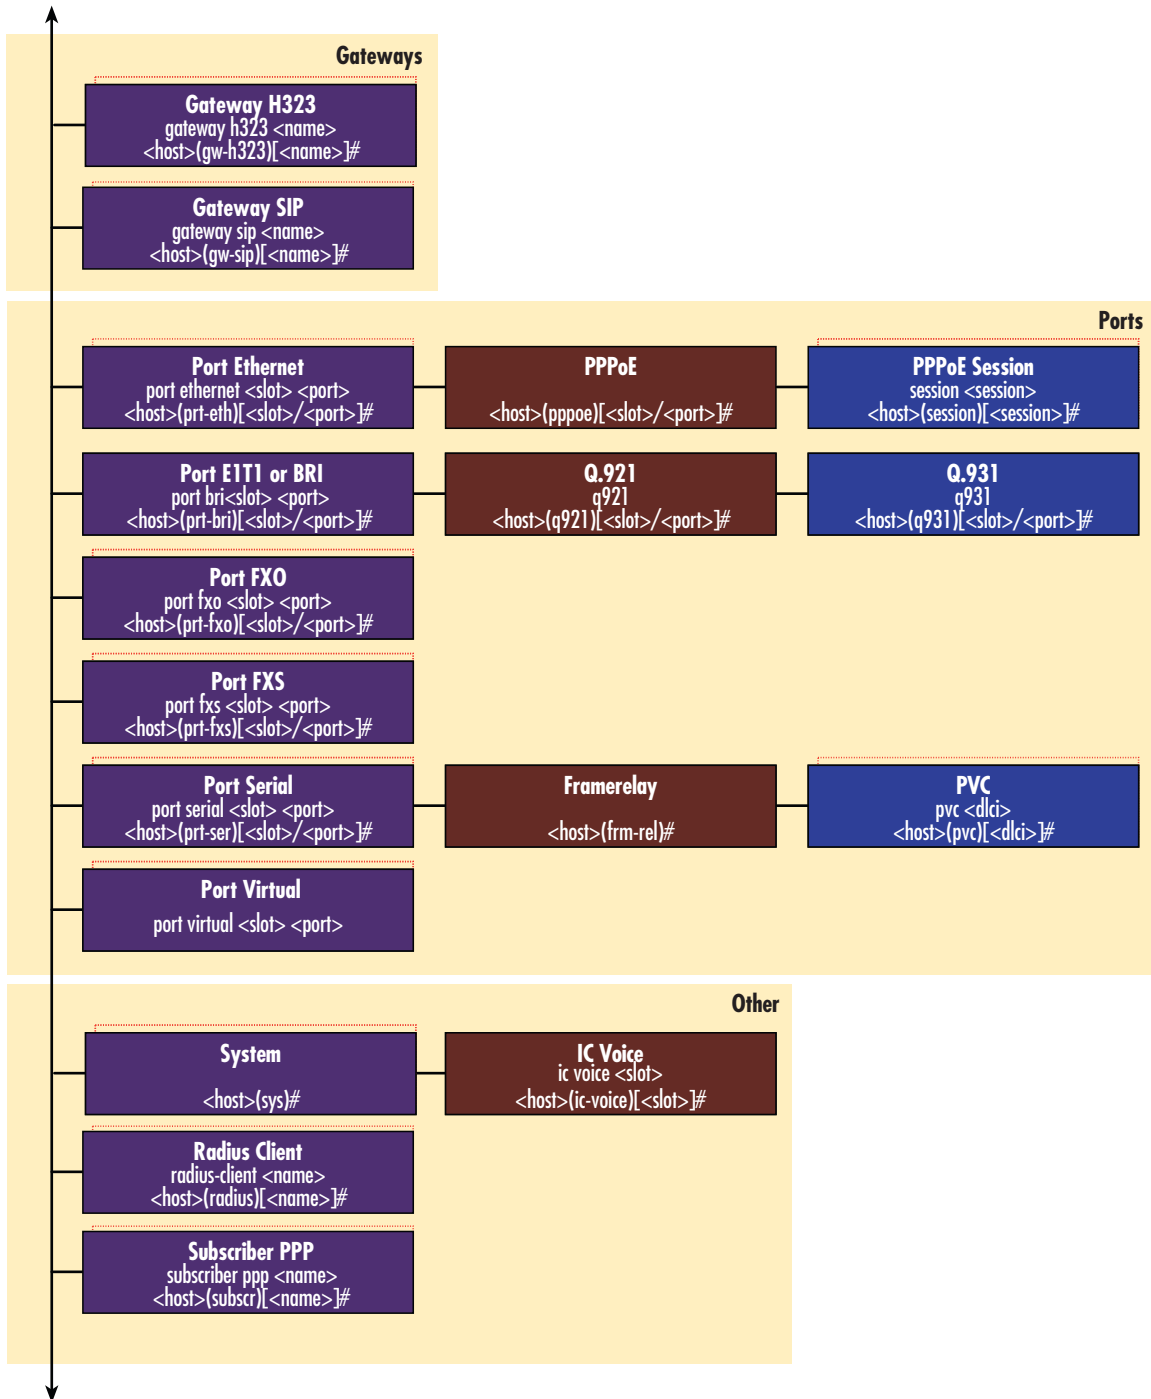 Gateways
Gateway H323
gateway h323 <name>
<host>(gw-h323)[<name>]#
Gateway SIP
gateway sip <name>
<host>(gw-sip)[<name>]#
Ports
Port Ethernet
port ethernet <slot> <port>
<host>(prt-eth)[<slot>/<port>]#
PPPoE
<host>(pppoe)[<slot>/<port>]#
PPPoE Session
session <session>
<host>(session)[<session>]#
Port E1T1 or BRI
port bri<slot> <port>
<host>(prt-bri)[<slot>/<port>]#
Q.921
q921
<host>(q921)[<slot>/<port>]#
Q.931
q931
<host>(q931)[<slot>/<port>]#
Port FXO
port fxo <slot> <port>
<host>(prt-fxo)[<slot>/<port>]#
Port FXS
port fxs <slot> <port>
<host>(prt-fxs)[<slot>/<port>]#
Port Serial
port serial <slot> <port>
<host>(prt-ser)[<slot>/<port>]#
Framerelay
<host>(frm-rel)#
PVC
pvc <dlci>
<host>(pvc)[<dlci>]#
Port Virtual
port virtual <slot> <port>
Other
System
<host>(sys)#
IC Voice
ic voice <slot>
<host>(ic-voice)[<slot>]#
Radius Client
radius-client <name>
<host>(radius)[<name>]#
Subscriber PPP
subscriber ppp <name>
<host>(subscr)[<name>]#